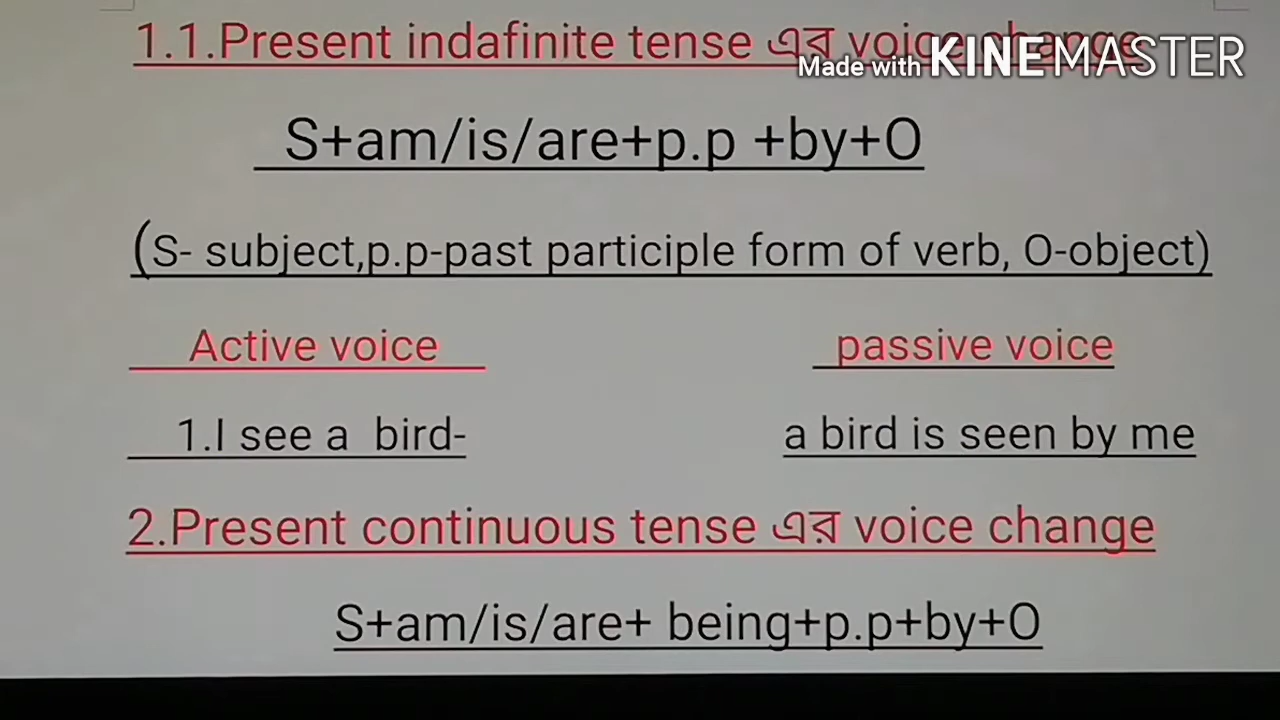 1.1.Present indafinite tense এর voice change
Made with KINEMASTER
S+am/is/are+p.p +by+O
(S- subject,p.p-past participle form of verb, O-object)
Active voice passive voice
1.I see a bird- a bird is seen by me
2.Present continuous tense এর voice change
S+am/is/are+ being+p.p+by+O